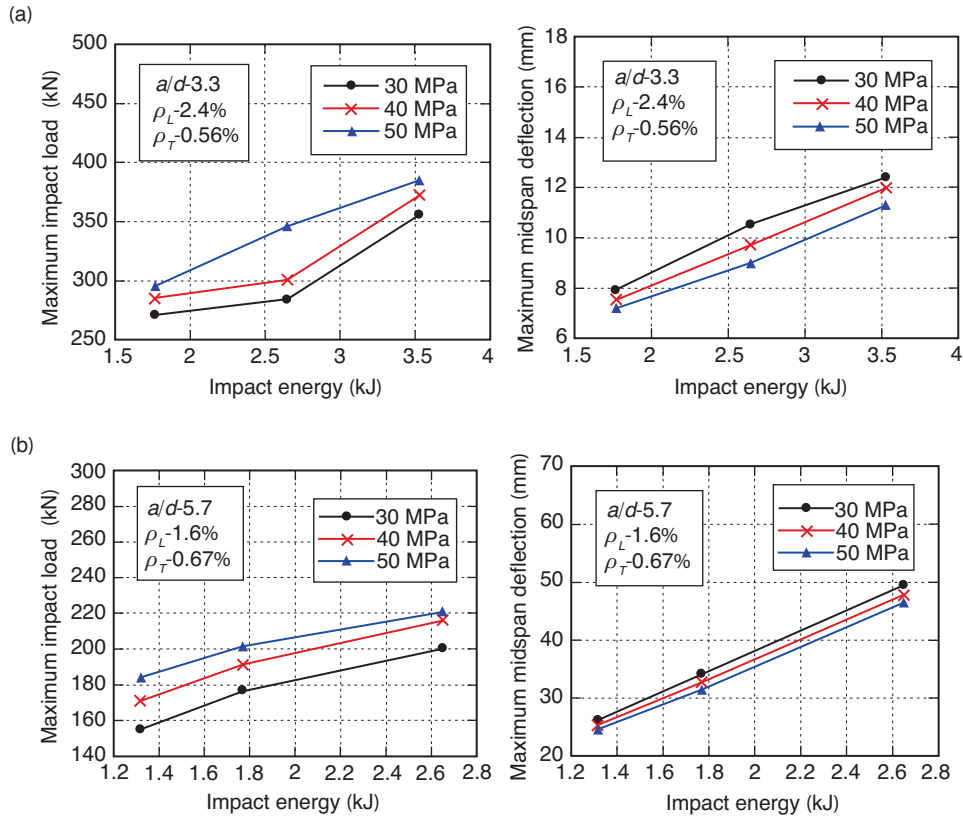 (a)
500
450
400
350
300
250
1.5 2 2.5 3 3.5 4
Maximum impact load (kN)
Impact energy (kJ)
a/d-3.3
ρL-2.4%
ρT-0.56%
30 MPa
40 MPa
50 MPa
18
16
14
12
10
8
6
1.5 2 2.5 3 3.5 4
Maximum midspan deflection (mm)
Impact energy (kJ)
a/d-3.3
ρL-2.4%
ρT-0.56%
30 MPa
40 MPa
50 MPa
(b)
300
280
260
240
220
200
180
160
140
1.2 1.4 1.6 1.8 2 2.2 2.4 2.6 2.8
Maximum impact load (kN)
Impact energy (kJ)
a/d-5.7
ρL-1.6%
ρT-0.67%
30 MPa
40 MPa
50 MPa
70
60
50
40
30
20
1.2 1.4 1.6 1.8 2 2.2 2.4 2.6 2.8
Maximum midspan deflection (mm)
Impact energy (kJ)
a/d-5.7
ρL-1.6%
ρT-0.67%
30 MPa
40 MPa
50 MPa